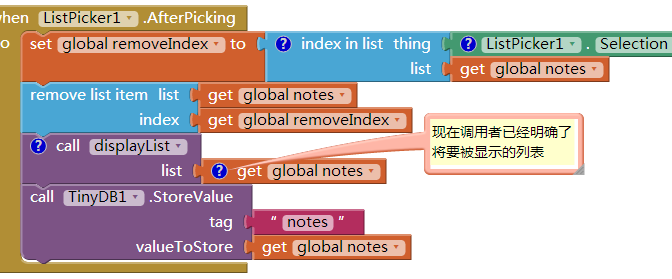 when ListPicker1 .AfterPicking
do set global removeIndex to ? index in list thing ? ListPicker1 . Selection
list get global notes
remove list item list get global notes
index get global removeIndex
? call displayList
list ? get global notes
现在调用者已经明确了
将要被显示的列表
call TinyDB1 .StoreValue
tag “ notes ”
valueToStore get global notes